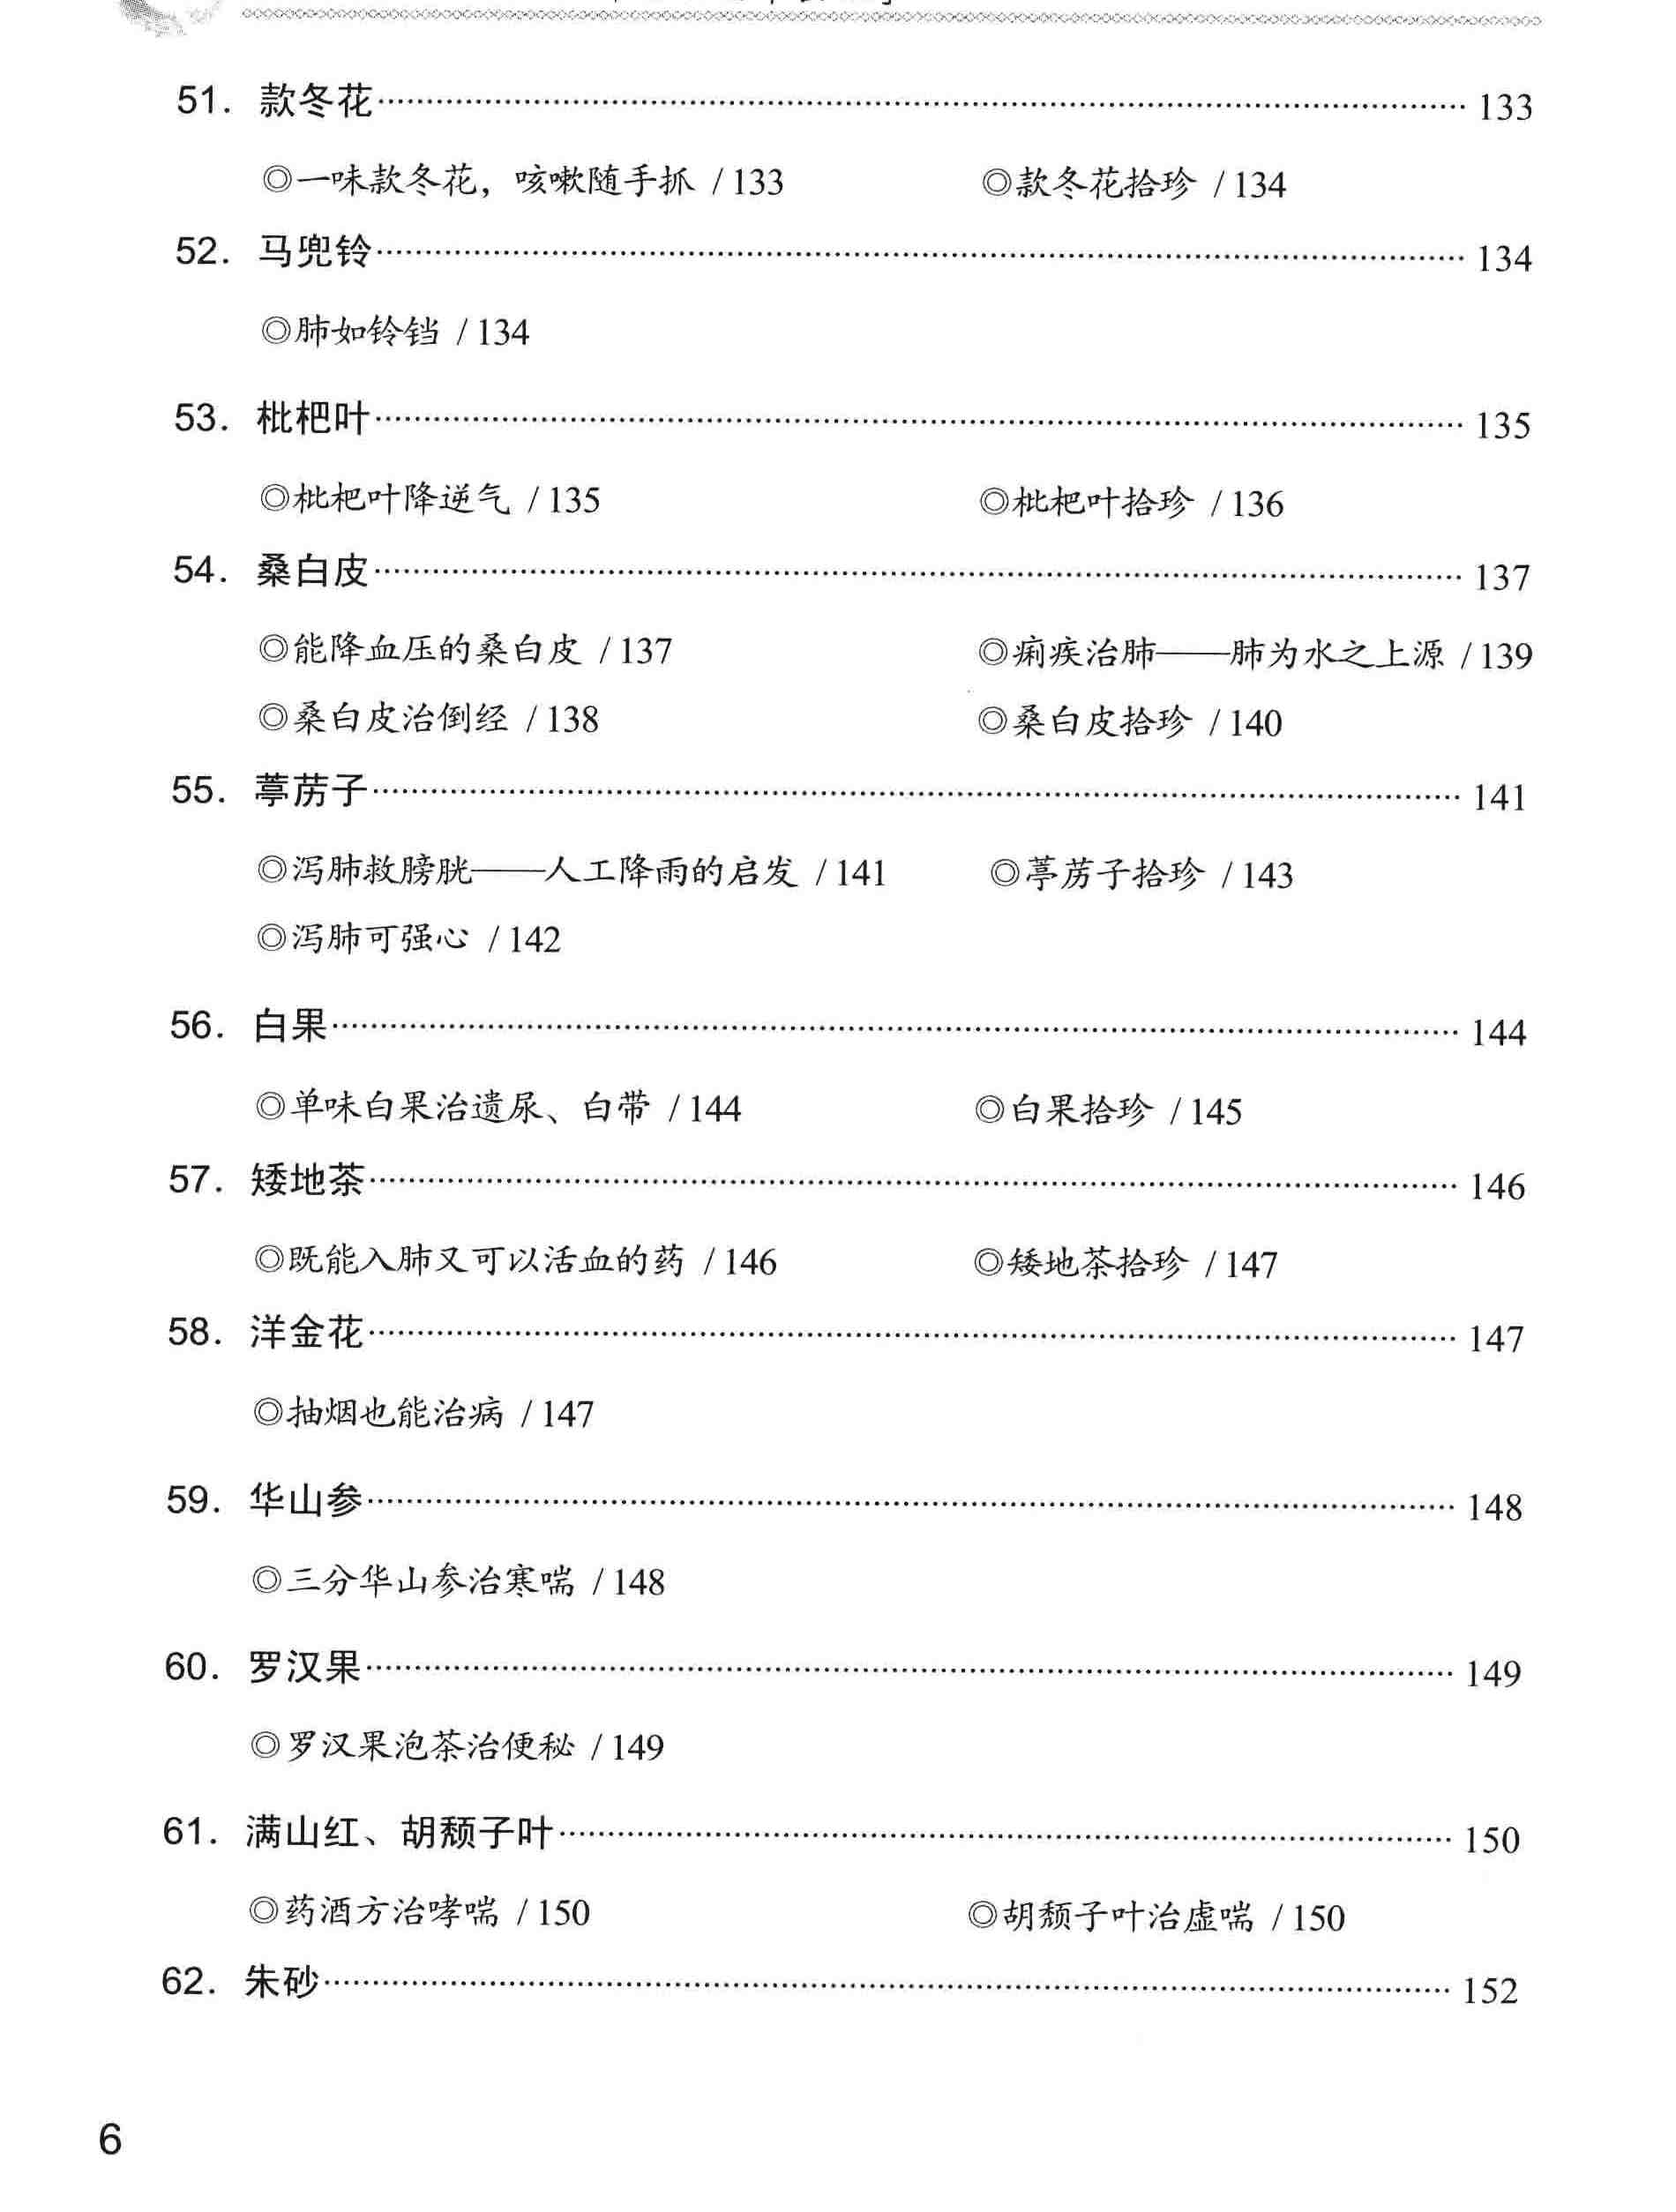 51. 款冬花 133
◎一味款冬花，咳嗽随手抓 / 133 ◎款冬花拾珍 / 134
52. 马兜铃 134
◎肺如铃铛 / 134
53. 枇杷叶 135
◎枇杷叶降逆气 / 135 ◎枇杷叶拾珍 / 136
54. 桑白皮 137
◎能降血压的桑白皮 / 137 ◎痢疾治肺——肺为水之上源 / 139
◎桑白皮治倒经 / 138 ◎桑白皮拾珍 / 140
55. 葶苈子 141
◎泻肺救膀胱——人工降雨的启发 / 141 ◎葶苈子拾珍 / 143
◎泻肺可强心 / 142
56. 白果 144
◎单味白果治遗尿、白带 / 144 ◎白果拾珍 / 145
57. 矮地茶 146
◎既能入肺又可以活血的药 / 146 ◎矮地茶拾珍 / 147
58. 洋金花 147
◎抽烟也能治病 / 147
59. 华山参 148
◎三分华山参治寒喘 / 148
60. 罗汉果 149
◎罗汉果泡茶治便秘 / 149
61. 满山红、胡颓子叶 150
◎药酒方治哮喘 / 150 ◎胡颓子叶治虚喘 / 150
62. 朱砂 152
6